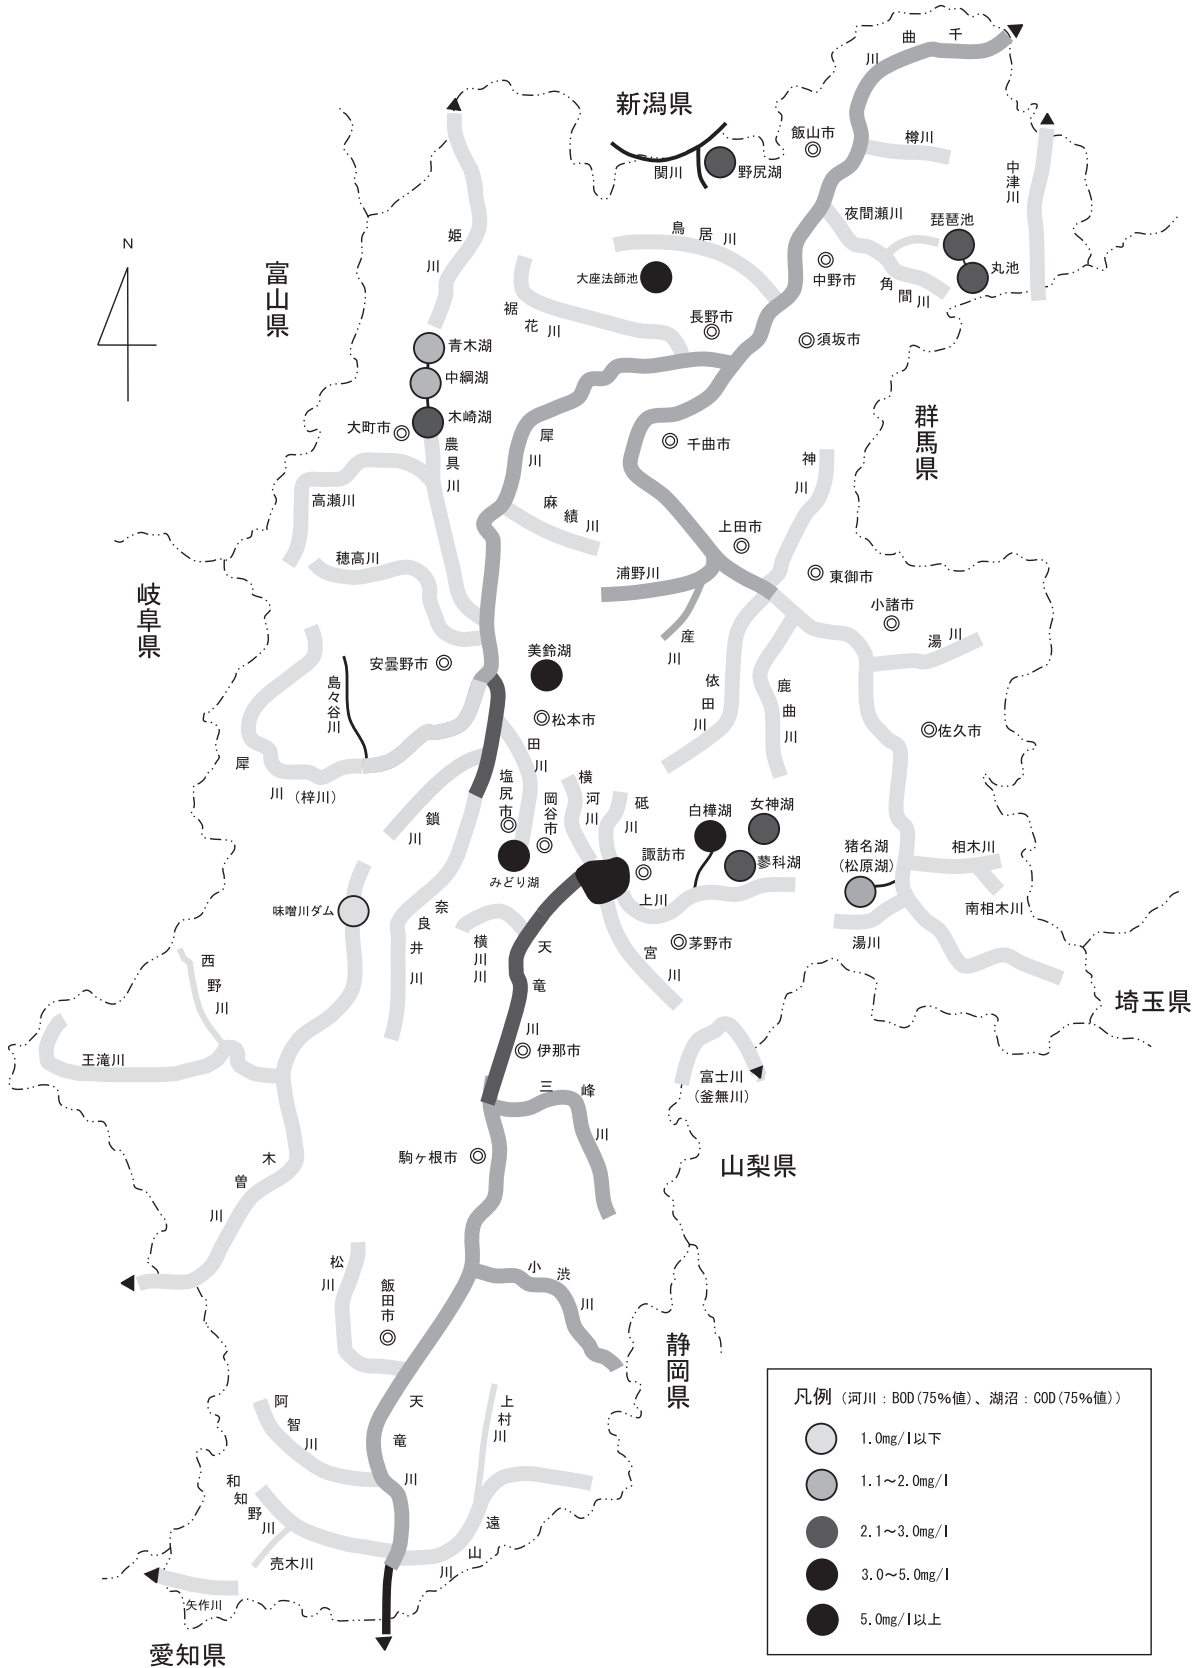 千曲川
新潟県
飯山市
樽川
関川
野尻湖
中津川
夜間瀬川
琵琶池
鳥居川
姫川
N
富山県
大座法師池
中野市
丸池
角間川
裾花川
長野市
須坂市
青木湖
中綱湖
木崎湖
大町市
農具川
犀川
千曲市
群馬県
神川
高瀬川
麻績川
上田市
穂高川
浦野川
東御市
岐阜県
小諸市
湯川
産川
安曇野市
美鈴湖
島々谷川
依田川
鹿曲川
松本市
佐久市
田川
犀川(梓川)
塩尻市
岡谷市
横河川
砥川
白樺湖
女神湖
鎖川
諏訪市
蓼科湖
猪名湖
(松原湖)
相木川
みどり湖
上川
南相木川
味噌川ダム
奈良井川
横川川
天竜川
宮川
茅野市
湯川
西野川
埼玉県
王滝川
伊那市
富士川
(釜無川)
三峰川
駒ヶ根市
山梨県
木曽川
松川
飯田市
小渋川
静岡県
阿智川
天竜川
上村川
和知野川
遠山川
売木川
矢作川
愛知県
凡例 (河川:BOD(75%値)、湖沼:COD(75%値))
1.0mg/l以下
1.1～2.0mg/l
2.1～3.0mg/l
3.0～5.0mg/l
5.0mg/l以上